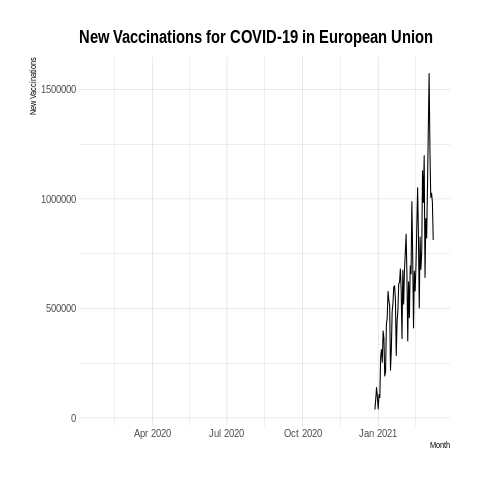 New Vaccinations for COVID-19 in European Union
New Vaccinations
1500000
1000000
500000
0
Apr 2020 Jul 2020 Oct 2020 Jan 2021
Month